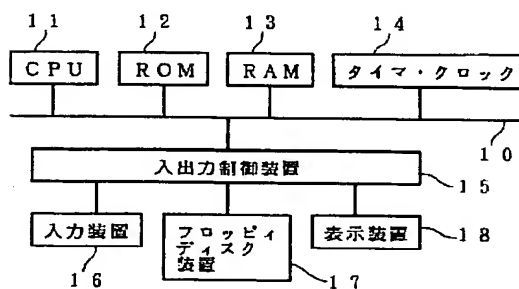 11 12 13 14
CPU ROM RAM タイマ・クロック
10
入出力制御装置
15
入力装置
フロッピィ
ディスク
装置
表示装置
18
16
17